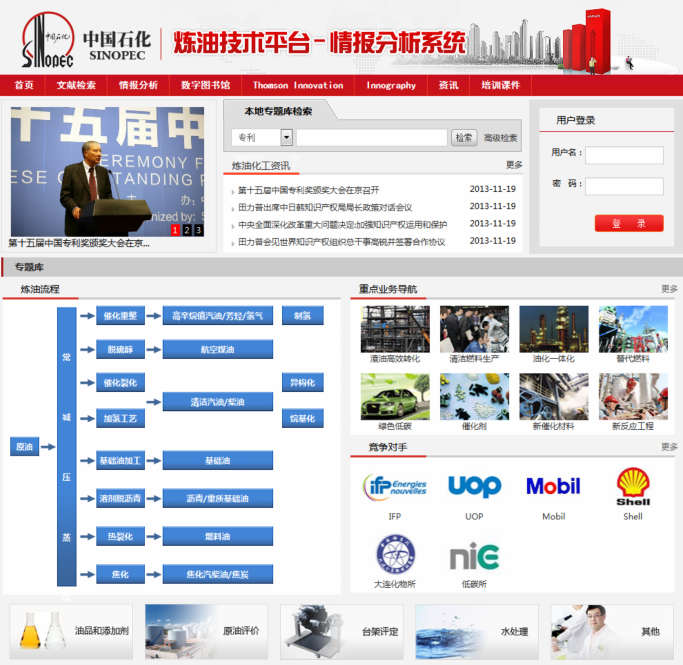 中国石化
SINOPEC
SINOPEC
炼油技术平台-情报分析系统
首页 文献检索 情报分析 数字图书馆 Thomson Innovation Innography 资讯 培训课件
十五届中
EREMONY F
ESE OUTSTANDING P
nized by: S
1 2 3
第十五届中国专利奖颁奖大会在京...
本地专题库检索
专利 检索 高级检索
炼油化工资讯 更多
第十五届中国专利奖颁奖大会在京召开 2013-11-19
田力普出席中日韩知识产权局局长政策对话会议 2013-11-19
中央全面深化改革重大问题决定:加强知识产权运用和保护 2013-11-19
田力普会见世界知识产权组织总干事高锐并签署合作协议 2013-11-19
用户登录
用户名:
密 码:
登 录
专题库
炼油流程
原油
常减压蒸
催化重整 高辛烷值汽油/芳烃/氢气 制氢
脱硫醇 航空煤油
催化裂化 异构化
清洁汽油/柴油
加氢工艺 烷基化
基础油加工 基础油
溶剂脱沥青 沥青/重质基础油
热裂化 燃料油
焦化 焦化汽柴油/焦炭
重点业务导航 更多
渣油高效转化 清洁燃料生产 油化一体化 替代燃料
绿色低碳 催化剂 新催化材料 新反应工程
竞争对手 更多
ifp Energies nouvelles uop Mobil Shell
IFP UOP Mobil Shell
nice
大连化物所 低碳所
油品和添加剂 原油评价 台架评定 水处理 其他